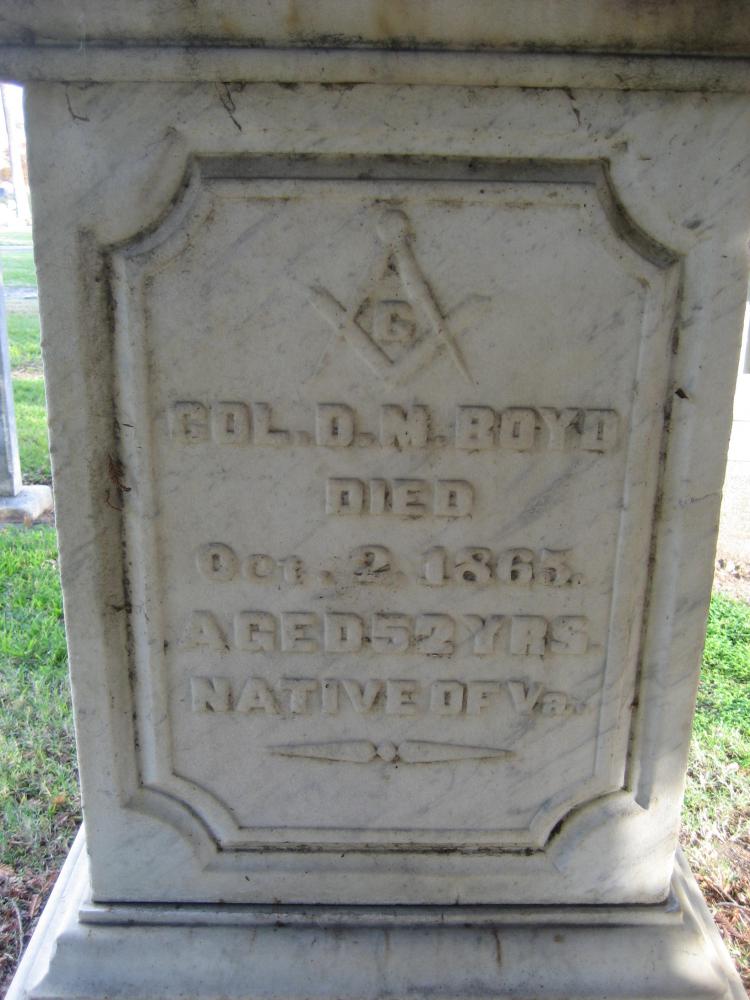 G
COL. D. M. BOYD
DIED
Oct. 2. 1865.
AGED 52 YRS.
NATIVE OF Va.